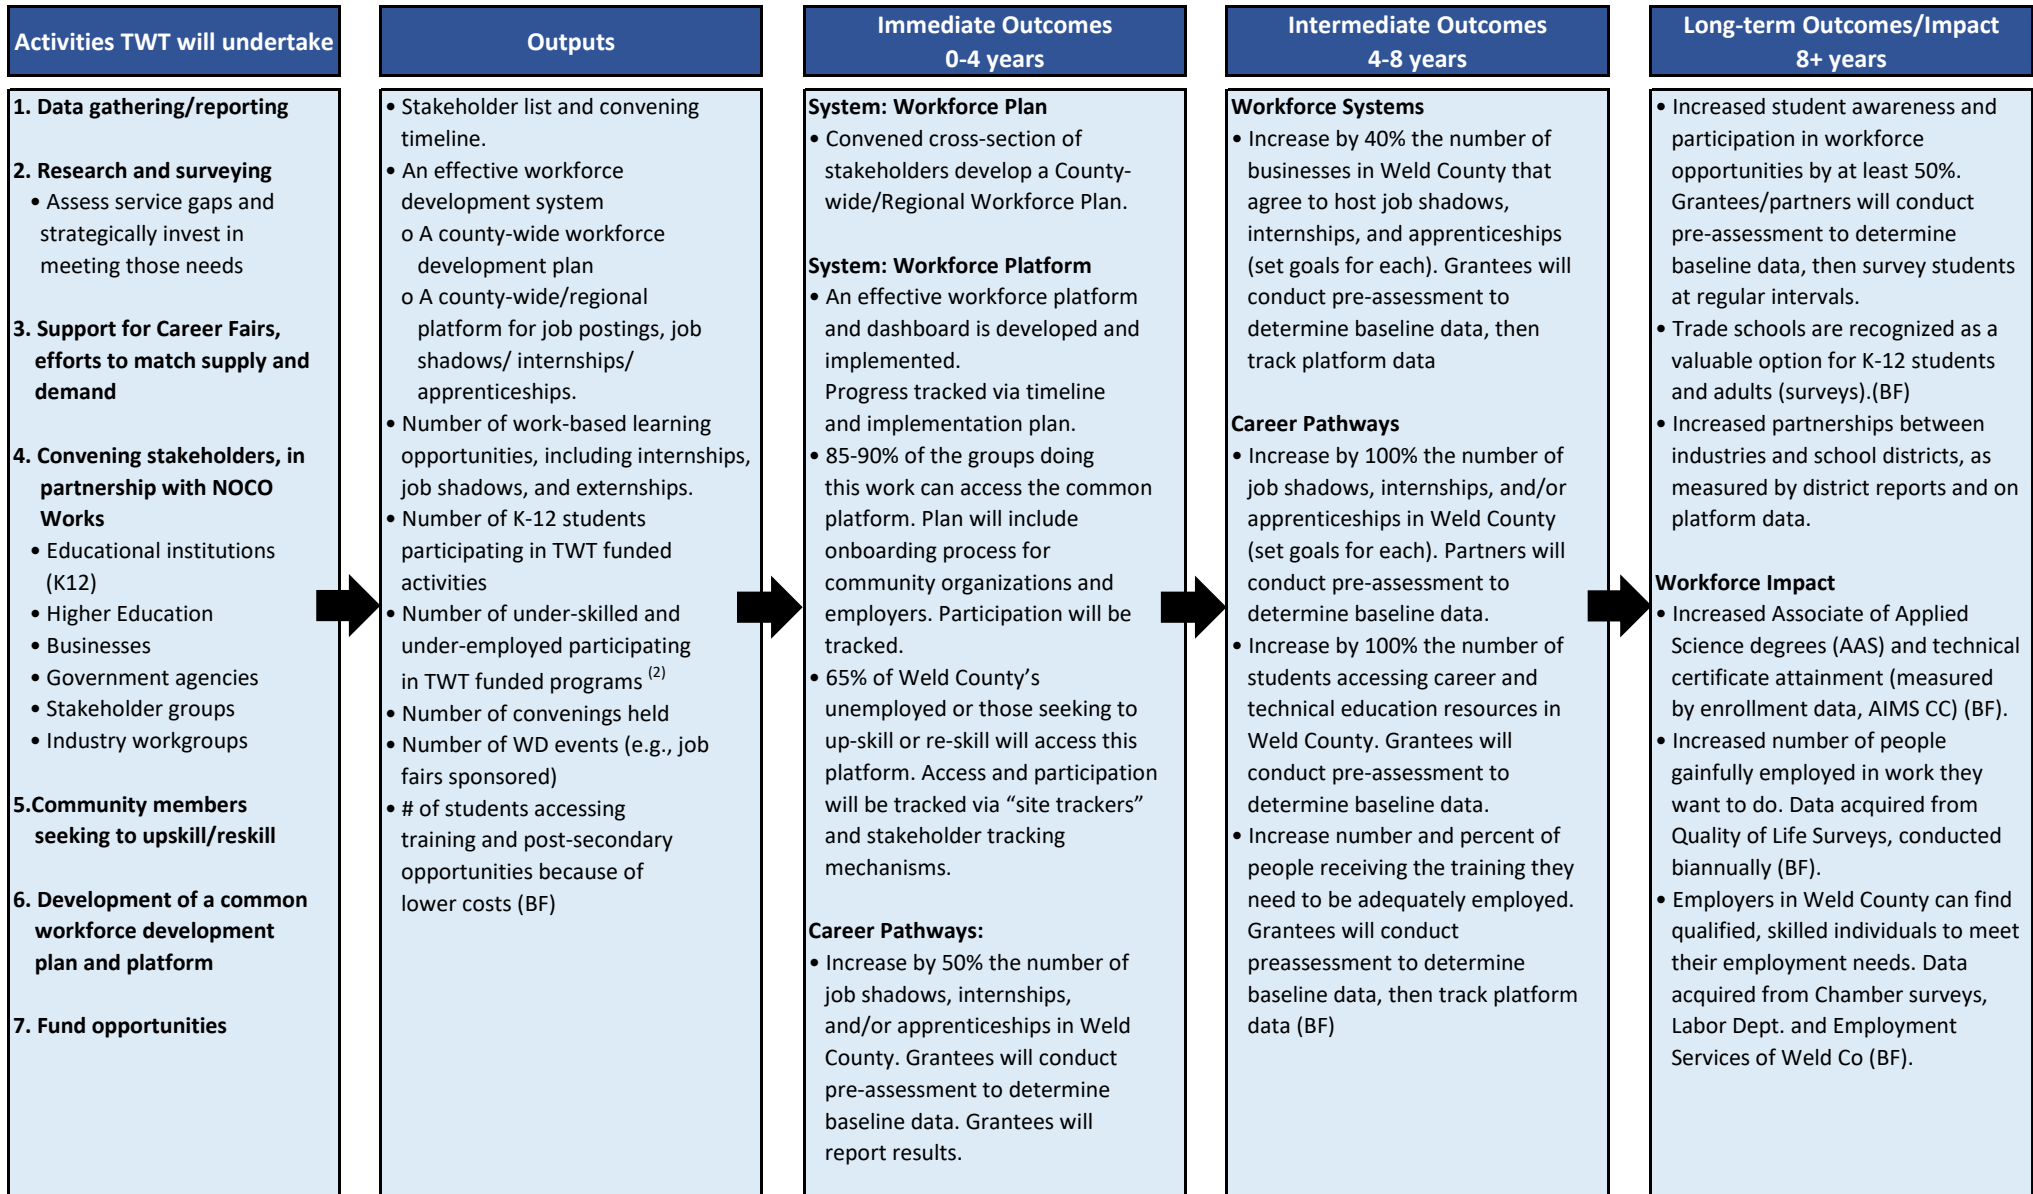 Activities TWT will undertake
1. Data gathering/reporting
2. Research and surveying
• Assess service gaps and
strategically invest in
meeting those needs
3. Support for Career Fairs,
efforts to match supply and
demand
4. Convening stakeholders, in
partnership with NOCO
Works
• Educational institutions
(K12)
• Higher Education
• Businesses
• Government agencies
• Stakeholder groups
• Industry workgroups
5.Community members
seeking to upskill/reskill
6. Development of a common
workforce development
plan and platform
7. Fund opportunities
Outputs
• Stakeholder list and convening
timeline.
• An effective workforce
development system
o A county-wide workforce
development plan
o A county-wide/regional
platform for job postings, job
shadows/ internships/
apprenticeships.
• Number of work-based learning
opportunities, including internships,
job shadows, and externships.
• Number of K-12 students
participating in TWT funded
activities
• Number of under-skilled and
under-employed participating
in TWT funded programs (2)
• Number of convenings held
• Number of WD events (e.g., job
fairs sponsored)
• # of students accessing
training and post-secondary
opportunities because of
lower costs (BF)
Immediate Outcomes
0-4 years
System: Workforce Plan
• Convened cross-section of
stakeholders develop a County-
wide/Regional Workforce Plan.
System: Workforce Platform
• An effective workforce platform
and dashboard is developed and
implemented.
Progress tracked via timeline
and implementation plan.
• 85-90% of the groups doing
this work can access the common
platform. Plan will include
onboarding process for
community organizations and
employers. Participation will be
tracked.
• 65% of Weld County’s
unemployed or those seeking to
up-skill or re-skill will access this
platform. Access and participation
will be tracked via “site trackers”
and stakeholder tracking
mechanisms.
Career Pathways:
• Increase by 50% the number of
job shadows, internships,
and/or apprenticeships in Weld
County. Grantees will conduct
pre-assessment to determine
baseline data. Grantees will
report results.
Intermediate Outcomes
4-8 years
Workforce Systems
• Increase by 40% the number of
businesses in Weld County that
agree to host job shadows,
internships, and apprenticeships
(set goals for each). Grantees will
conduct pre-assessment to
determine baseline data, then
track platform data
Career Pathways
• Increase by 100% the number of
job shadows, internships, and/or
apprenticeships in Weld County
(set goals for each). Partners will
conduct pre-assessment to
determine baseline data.
• Increase by 100% the number of
students accessing career and
technical education resources in
Weld County. Grantees will
conduct pre-assessment to
determine baseline data.
• Increase number and percent of
people receiving the training they
need to be adequately employed.
Grantees will conduct
preassessment to determine
baseline data, then track platform
data (BF)
Long-term Outcomes/Impact
8+ years
• Increased student awareness and
participation in workforce
opportunities by at least 50%.
Grantees/partners will conduct
pre-assessment to determine
baseline data, then survey students
at regular intervals.
• Trade schools are recognized as a
valuable option for K-12 students
and adults (surveys).(BF)
• Increased partnerships between
industries and school districts, as
measured by district reports and on
platform data.
Workforce Impact
• Increased Associate of Applied
Science degrees (AAS) and technical
certificate attainment (measured
by enrollment data, AIMS CC) (BF).
• Increased number of people
gainfully employed in work they
want to do. Data acquired from
Quality of Life Surveys, conducted
biannually (BF).
• Employers in Weld County can find
qualified, skilled individuals to meet
their employment needs. Data
acquired from Chamber surveys,
Labor Dept. and Employment
Services of Weld Co (BF).